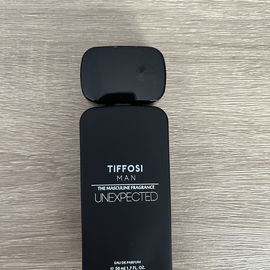 TIFFOSI
MAN
THE MASCULINE FRAGRANCE
UNEXPECTED
EAU DE PARFUM
℮ 50 ml 1.7 FL. OZ.